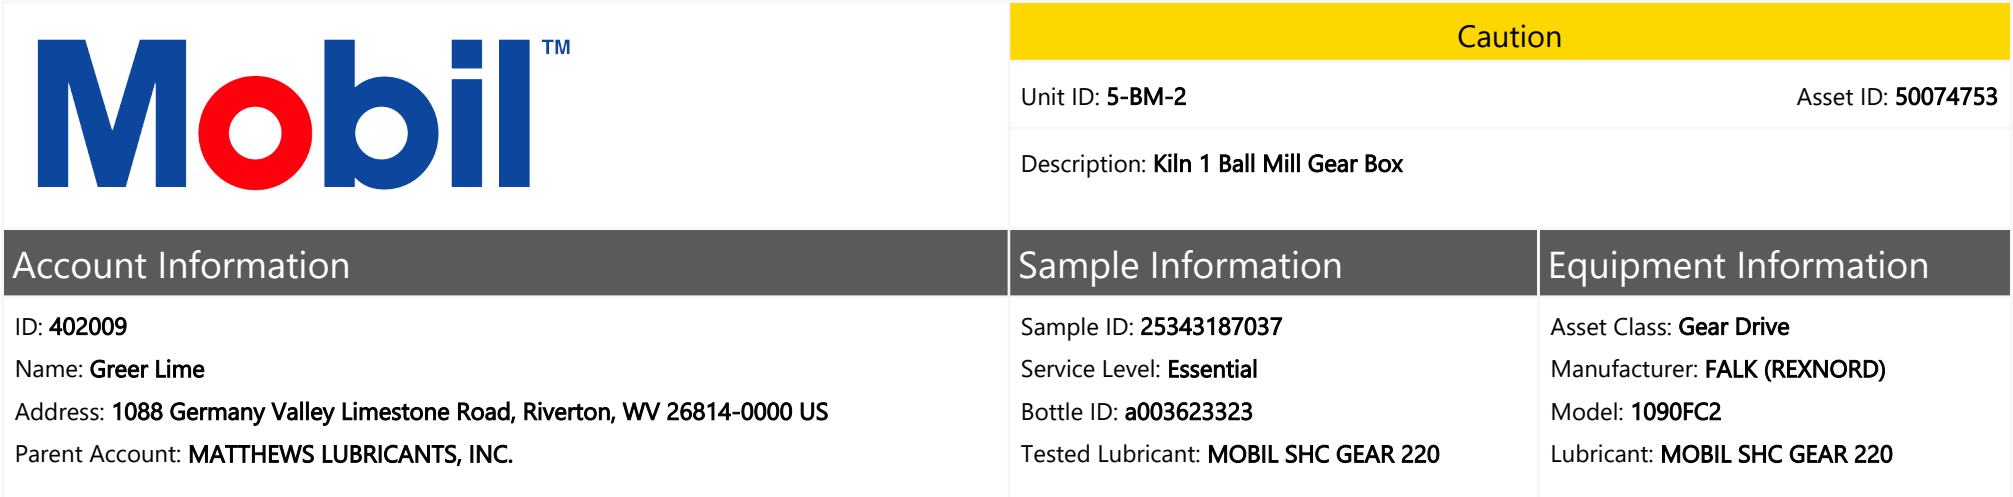 Mobil™
Caution
Unit ID: 5-BM-2 Asset ID: 50074753
Description: Kiln 1 Ball Mill Gear Box
Account Information
ID: 402009
Name: Greer Lime
Address: 1088 Germany Valley Limestone Road, Riverton, WV 26814-0000 US
Parent Account: MATTHEWS LUBRICANTS, INC.
Sample Information
Sample ID: 25343187037
Service Level: Essential
Bottle ID: a003623323
Tested Lubricant: MOBIL SHC GEAR 220
Equipment Information
Asset Class: Gear Drive
Manufacturer: FALK (REXNORD)
Model: 1090FC2
Lubricant: MOBIL SHC GEAR 220